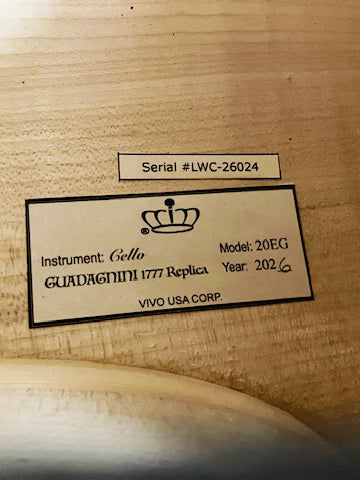 Serial #LWC-26024
®
Instrument: Cello
Model: 20EG
GUADAGNINI 1777 Replica
Year: 2026
VIVO USA CORP.